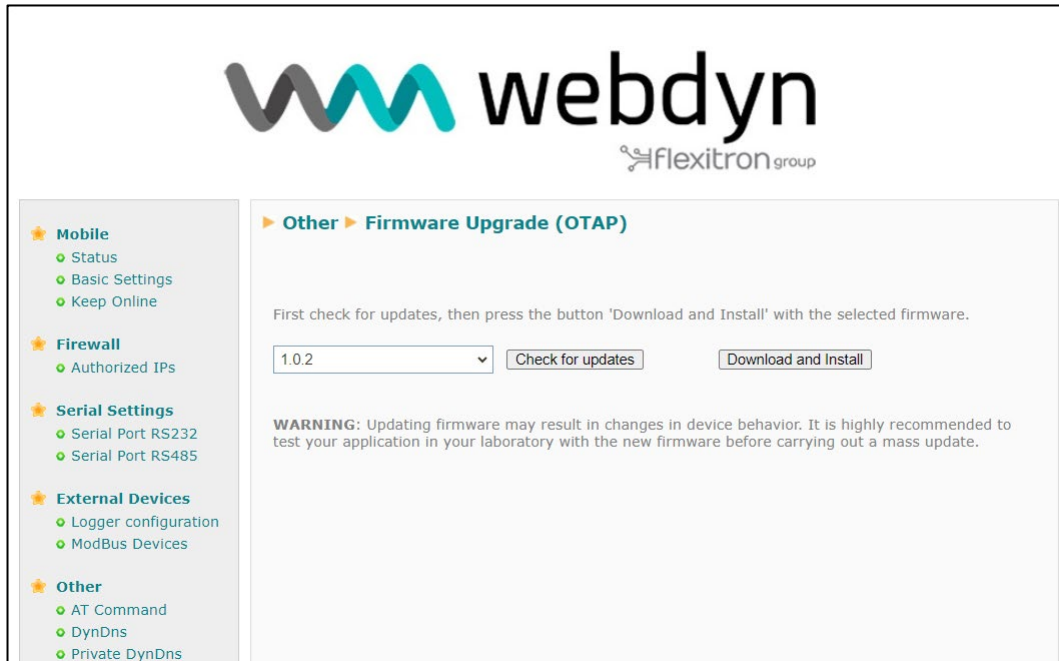 webdyn
flexitron group
Mobile
Status
Basic Settings
Keep Online
Firewall
Authorized IPs
Serial Settings
Serial Port RS232
Serial Port RS485
External Devices
Logger configuration
ModBus Devices
Other
AT Command
DynDns
Private DynDns
Other Firmware Upgrade (OTAP)
First check for updates, then press the button 'Download and Install' with the selected firmware.
1.0.2 Check for updates Download and Install
WARNING: Updating firmware may result in changes in device behavior. It is highly recommended to
test your application in your laboratory with the new firmware before carrying out a mass update.